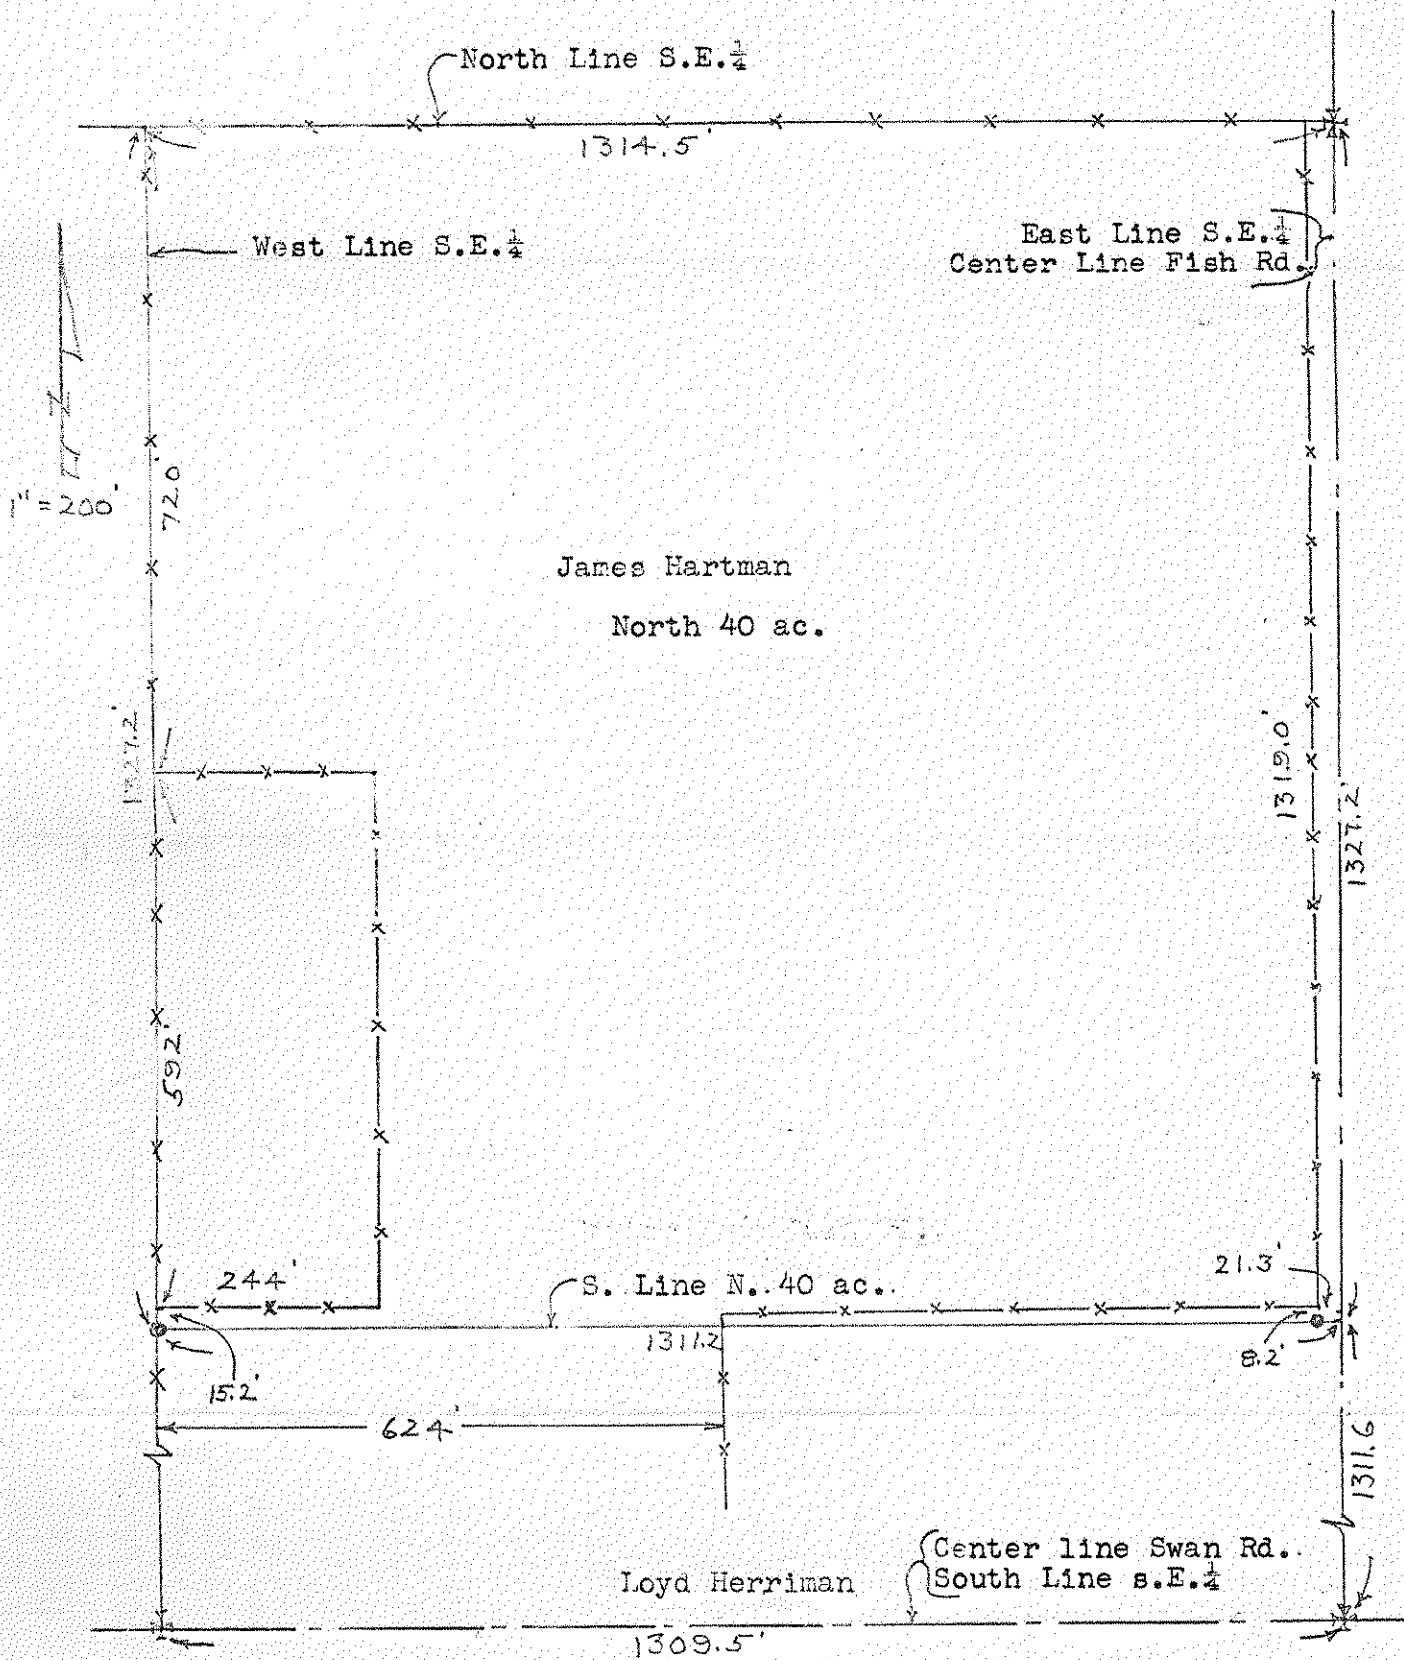 North Line S.E.¼
1314.5'
West Line S.E.¼
East Line S.E.¼
Center Line Fish Rd.
N
1" = 200'
720'
James Hartman
North 40 ac.
1327.2'
1319.0'
1327.2'
592'
244'
S. Line N. 40 ac.
21.3'
1311.2
8.2'
15.2'
624'
1311.6
Center line Swan Rd.
Loyd Herriman
South Line s.E.¼
1309.5'